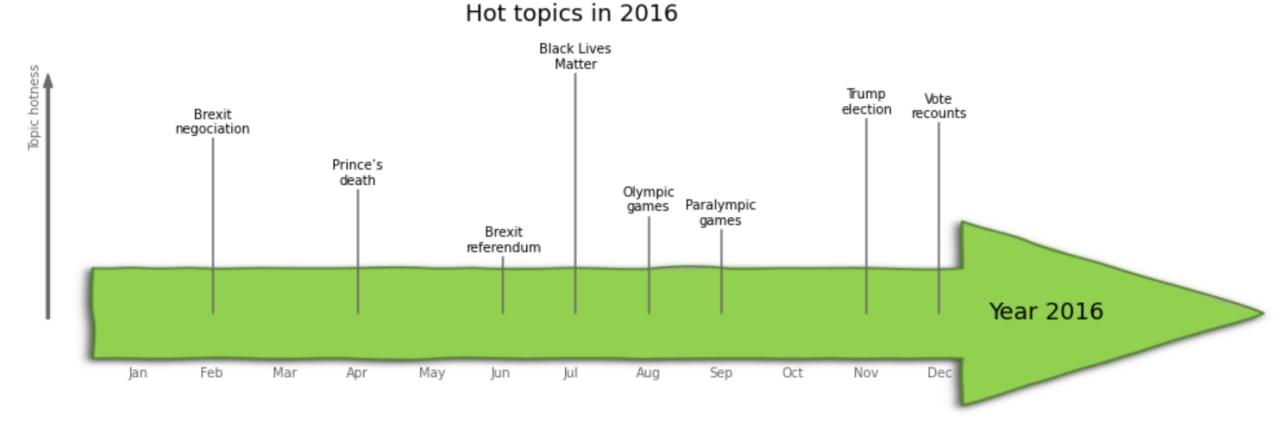 Hot topics in 2016
Topic hotness
Black Lives
Matter
Brexit
negociation
Trump
election
Vote
recounts
Prince's
death
Olympic
games
Paralympic
games
Brexit
referendum
Year 2016
Jan
Feb
Mar
Apr
May
Jun
Jul
Aug
Sep
Oct
Nov
Dec